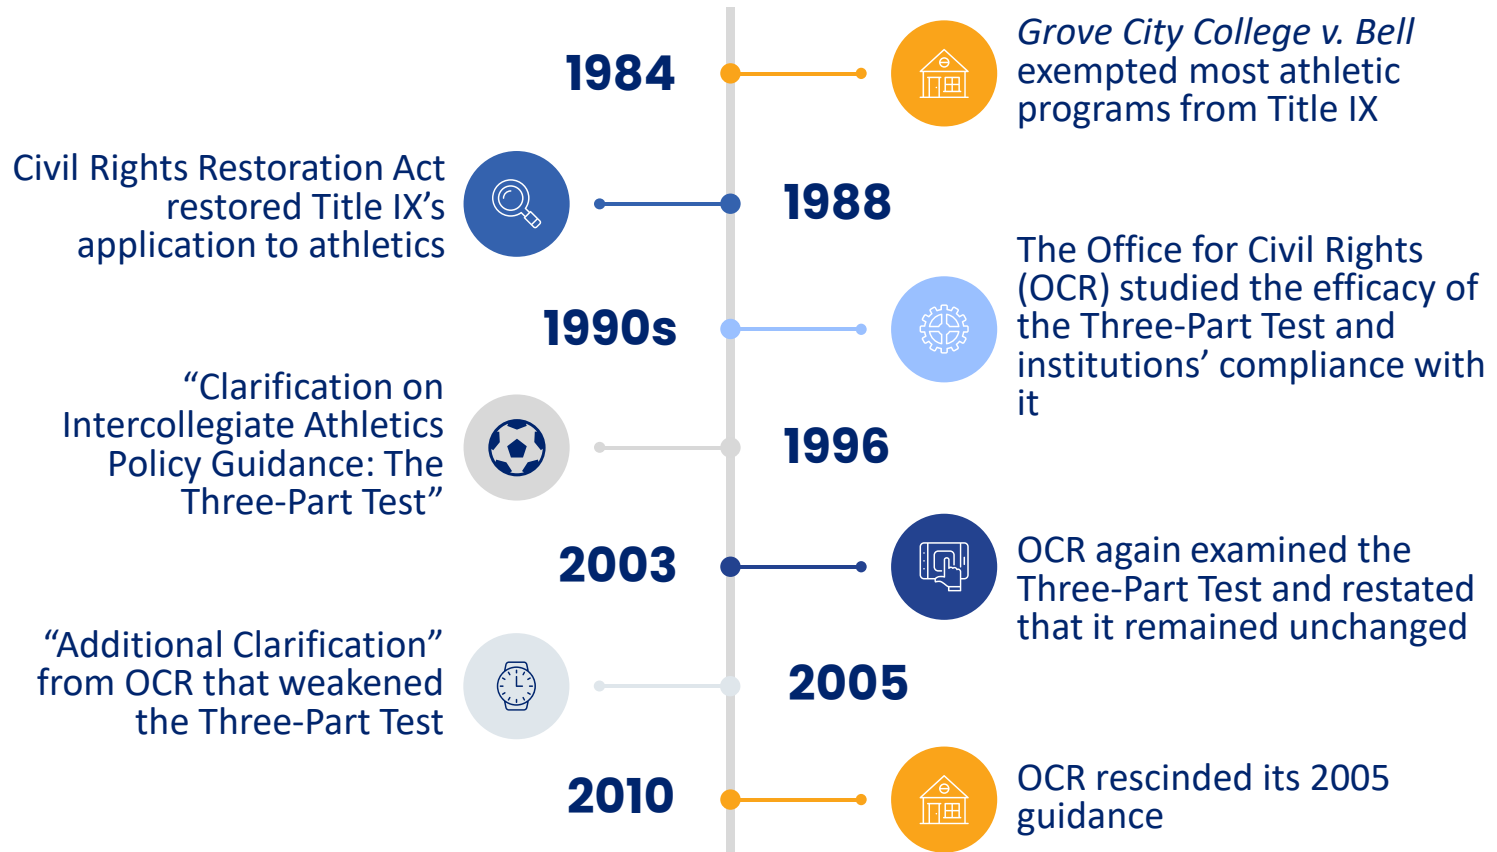 1984
Grove City College v. Bell
exempted most athletic
programs from Title IX
Civil Rights Restoration Act
restored Title IX’s
application to athletics
1988
1990s
The Office for Civil Rights
(OCR) studied the efficacy of
the Three-Part Test and
institutions’ compliance with
it
“Clarification on
Intercollegiate Athletics
Policy Guidance: The
Three-Part Test”
1996
2003
OCR again examined the
Three-Part Test and restated
that it remained unchanged
“Additional Clarification”
from OCR that weakened
the Three-Part Test
2005
2010
OCR rescinded its 2005
guidance